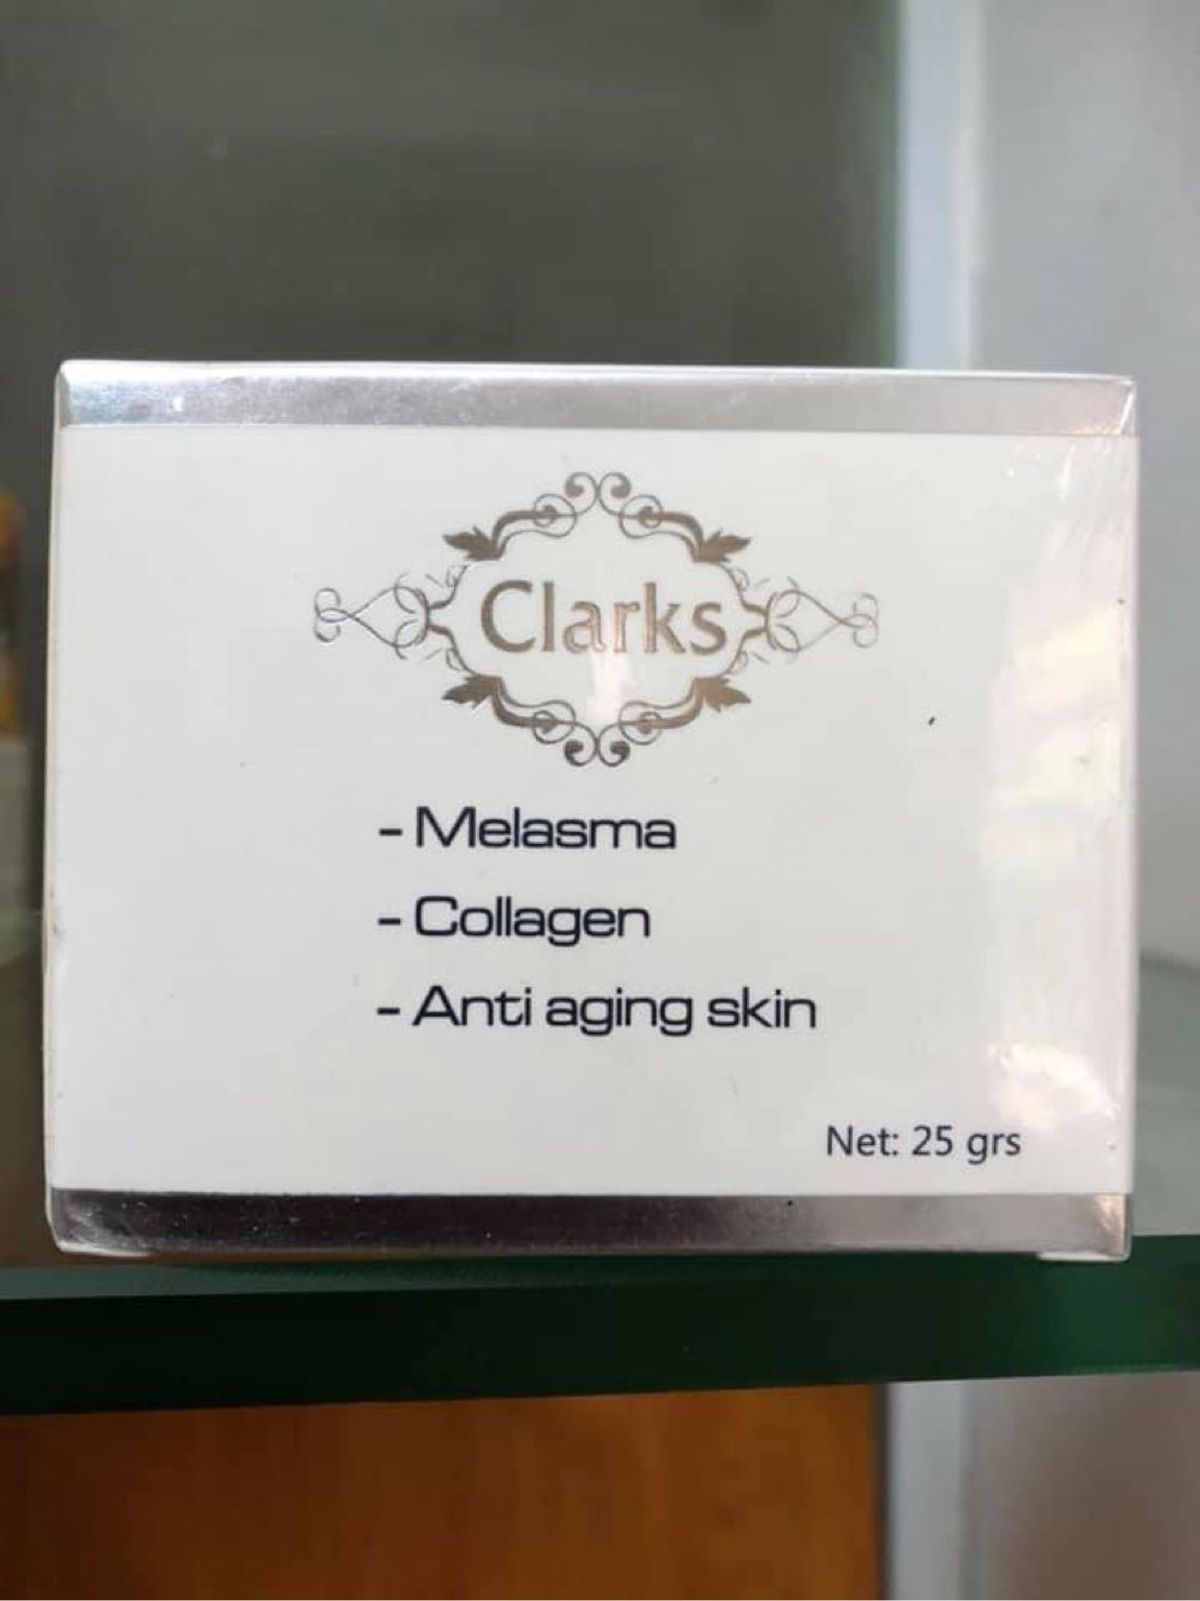 Clarks
- Melasma
- Collagen
- Anti aging skin
Net: 25 grs